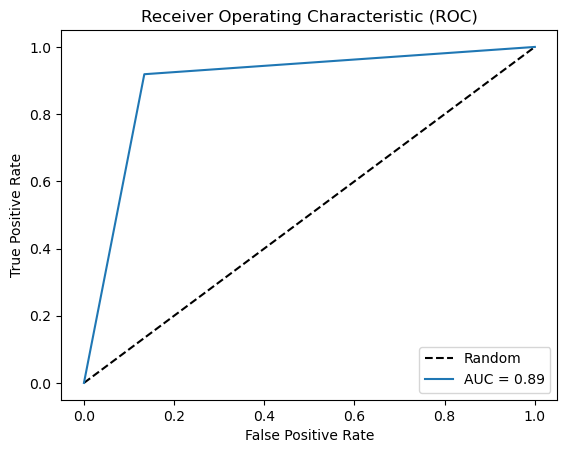 Receiver Operating Characteristic (ROC)
1.0
0.8
0.6
0.4
0.2
0.0
True Positive Rate
Random
AUC = 0.89
0.0 0.2 0.4 0.6 0.8 1.0
False Positive Rate